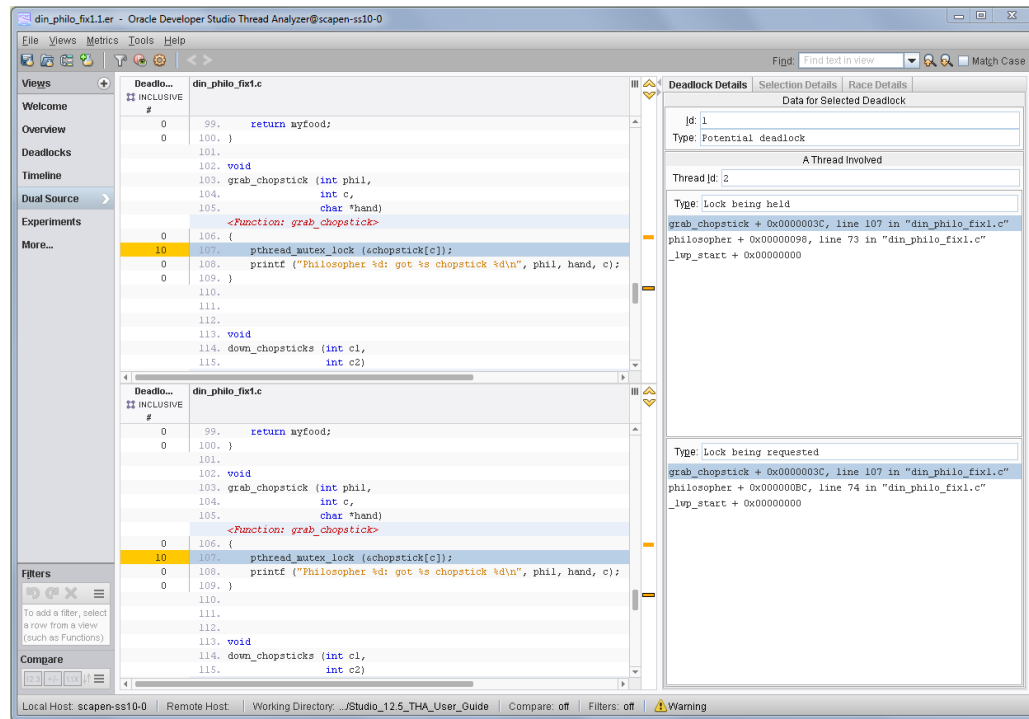 din_philo_fix1.1.er - Oracle Developer Studio Thread Analyzer@scapen-ss10-0
File Views Metrics Tools Help
Find: Find text in view Match Case
Views
Welcome
Overview
Deadlocks
Timeline
Dual Source
Experiments
More...
Filters
To add a filter, select
a row from a view
(such as Functions)
Compare
Deadlo... din_philo_fix1.c
INCLUSIVE
#
0 99. return myfood;
0 100. }
101.
102. void
103. grab_chopstick (int phil,
104. int c,
105. char *hand)
<Function: grab_chopstick>
0 106. {
10 107. pthread_mutex_lock (&chopstick[c]);
0 108. printf ("Philosopher %d: got %s chopstick %d\n", phil, hand, c);
0 109. }
110.
111.
112.
113. void
114. down_chopsticks (int c1,
115. int c2)
Deadlo... din_philo_fix1.c
INCLUSIVE
#
0 99. return myfood;
0 100. }
101.
102. void
103. grab_chopstick (int phil,
104. int c,
105. char *hand)
<Function: grab_chopstick>
0 106. {
10 107. pthread_mutex_lock (&chopstick[c]);
0 108. printf ("Philosopher %d: got %s chopstick %d\n", phil, hand, c);
0 109. }
110.
111.
112.
113. void
114. down_chopsticks (int c1,
115. int c2)
Deadlock Details Selection Details Race Details
Data for Selected Deadlock
Id: 1
Type: Potential deadlock
A Thread Involved
Thread Id: 2
Type: Lock being held
grab_chopstick + 0x0000003C, line 107 in "din_philo_fix1.c"
philosopher + 0x00000098, line 73 in "din_philo_fix1.c"
_lwp_start + 0x00000000
Type: Lock being requested
grab_chopstick + 0x0000003C, line 107 in "din_philo_fix1.c"
philosopher + 0x000000BC, line 74 in "din_philo_fix1.c"
_lwp_start + 0x00000000
Local Host: scapen-ss10-0 Remote Host: Working Directory: .../Studio_12.5_THA_User_Guide Compare: off Filters: off Warning